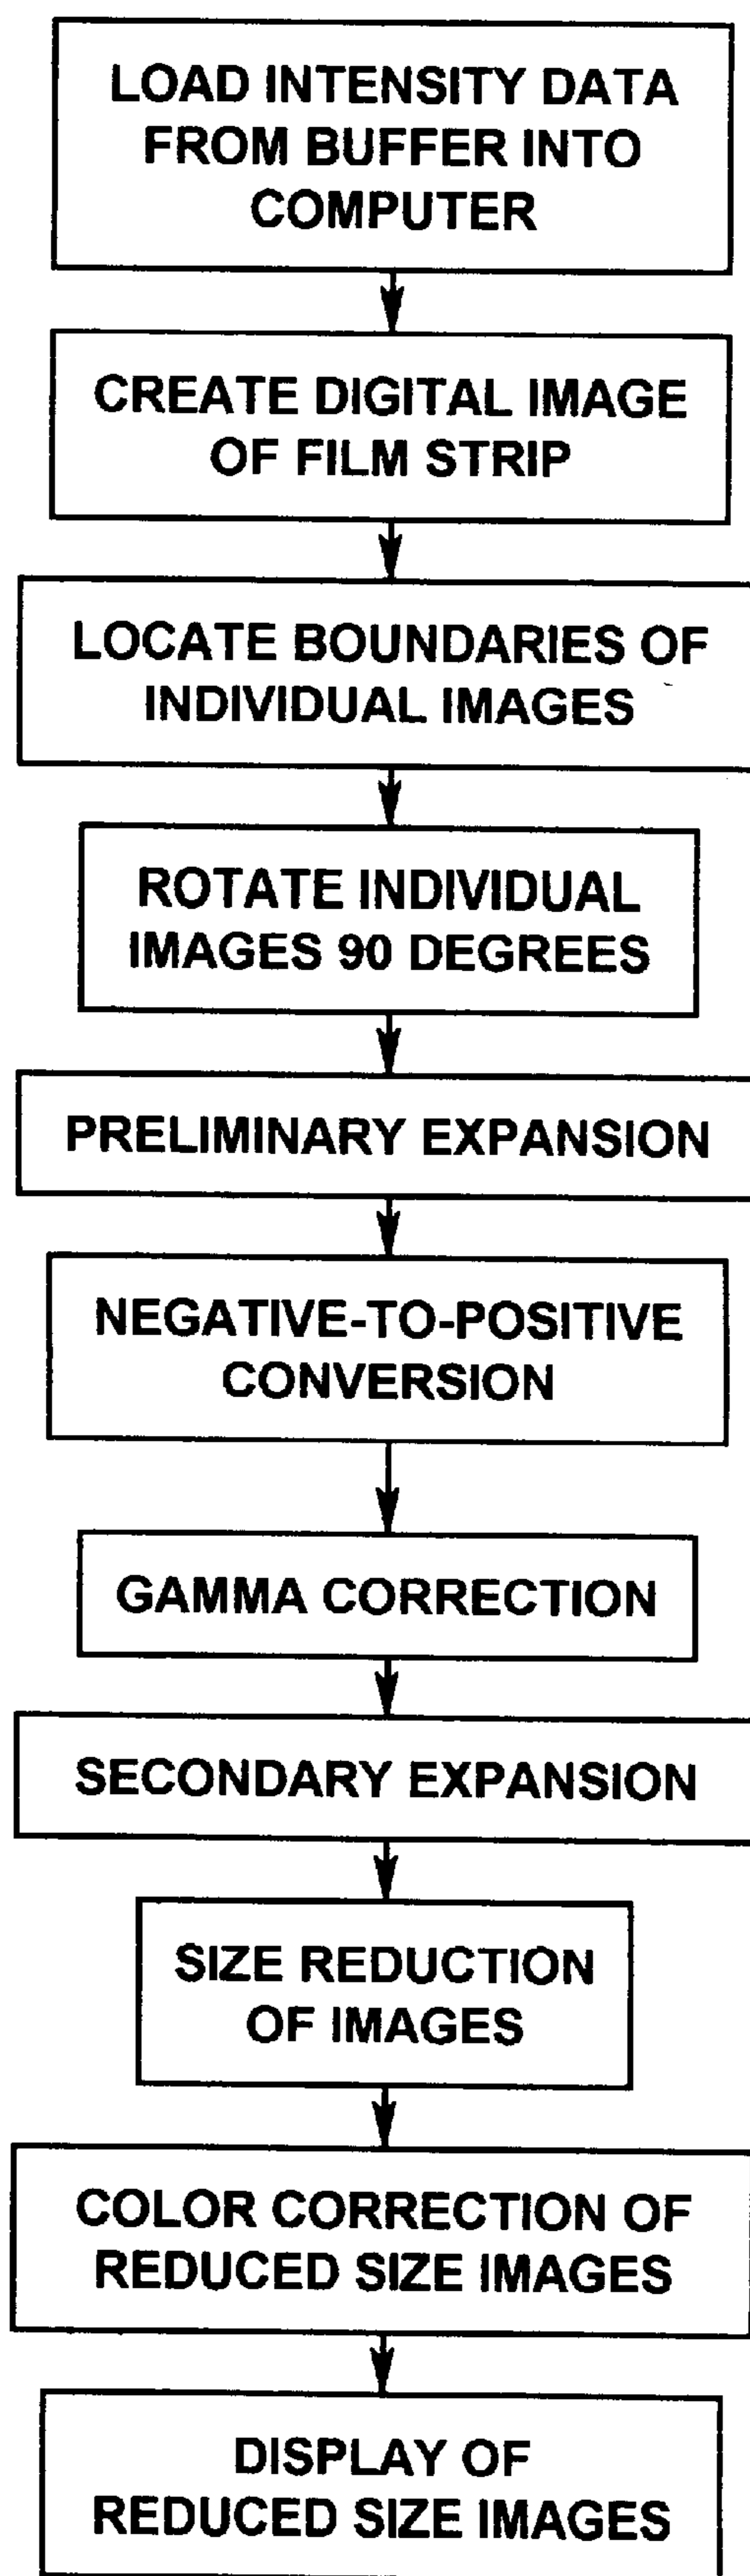 LOAD INTENSITY DATA
FROM BUFFER INTO
COMPUTER
CREATE DIGITAL IMAGE
OF FILM STRIP
LOCATE BOUNDARIES OF
INDIVIDUAL IMAGES
ROTATE INDIVIDUAL
IMAGES 90 DEGREES
PRELIMINARY EXPANSION
NEGATIVE-TO-POSITIVE
CONVERSION
GAMMA CORRECTION
SECONDARY EXPANSION
SIZE REDUCTION
OF IMAGES
COLOR CORRECTION OF
REDUCED SIZE IMAGES
DISPLAY OF
REDUCED SIZE IMAGES